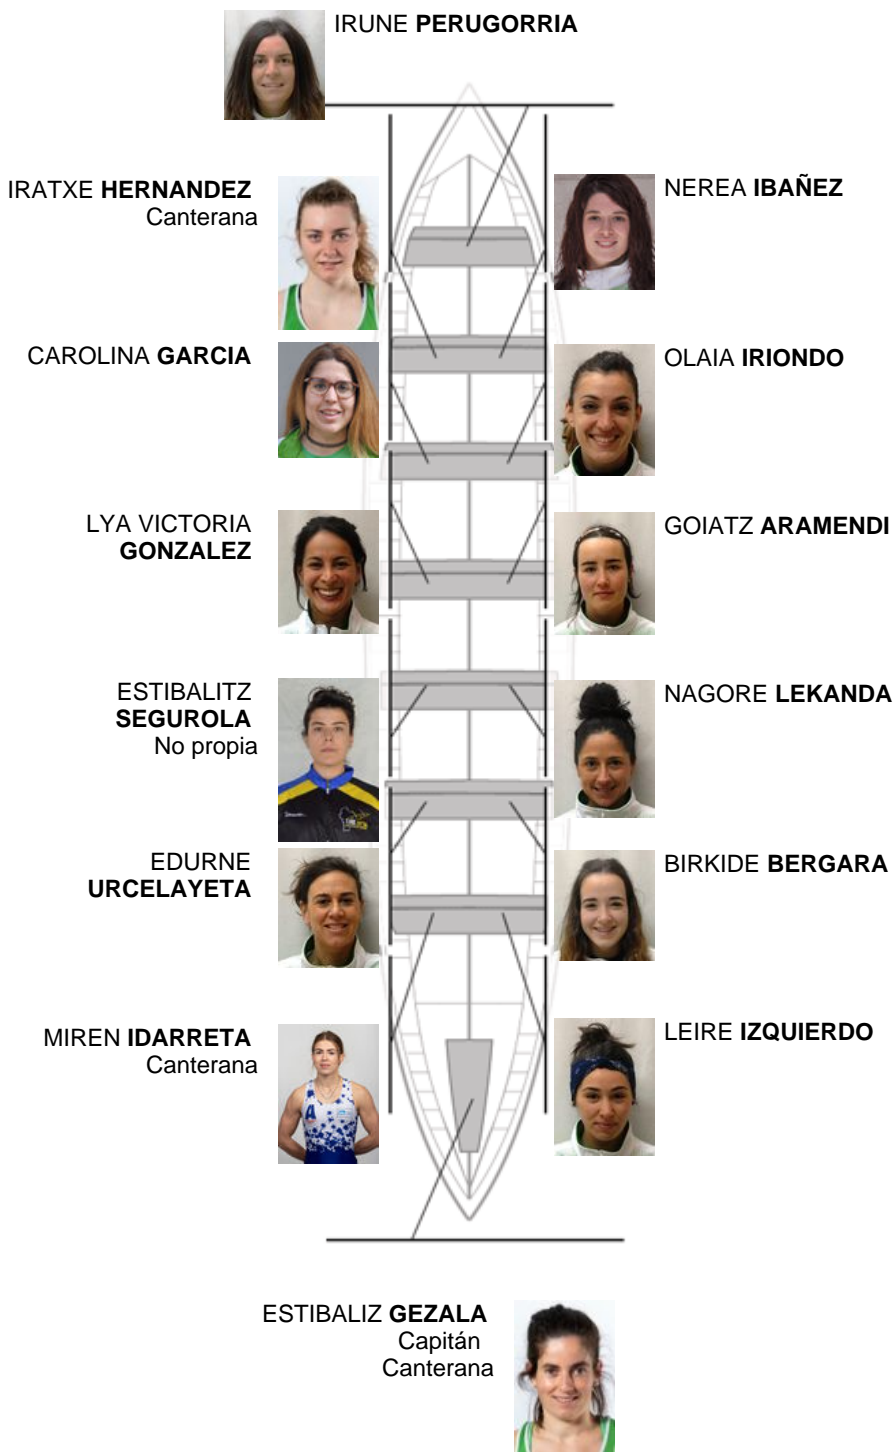 IRUNE PERUGORRIA
IRATXE HERNANDEZ
Canterana
NEREA IBAÑEZ
CAROLINA GARCIA
OLAIA IRIONDO
LYA VICTORIA
GONZALEZ
GOIATZ ARAMENDI
ESTIBALITZ
SEGUROLA
No propia
NAGORE LEKANDA
EDURNE
URCELAYETA
BIRKIDE BERGARA
MIREN IDARRETA
Canterana
LEIRE IZQUIERDO
ESTIBALIZ GEZALA
Capitán
Canterana